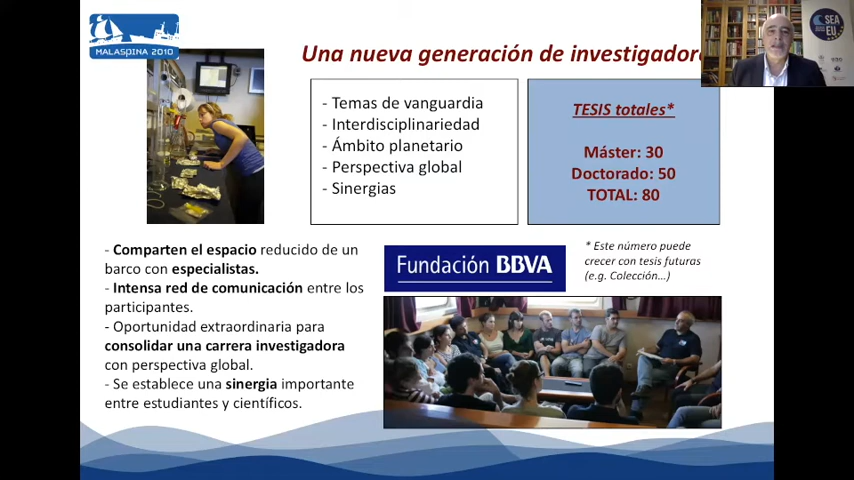 MALASPINA 2010
Una nueva generación de investigador
- Temas de vanguardia
- Interdisciplinariedad
- Ámbito planetario
- Perspectiva global
- Sinergias
TESIS totales*
Máster: 30
Doctorado: 50
TOTAL: 80
- Comparten el espacio reducido de un
barco con especialistas.
- Intensa red de comunicación entre los
participantes.
- Oportunidad extraordinaria para
consolidar una carrera investigadora
con perspectiva global.
- Se establece una sinergia importante
entre estudiantes y científicos.
Fundación BBVA
* Este número puede
crecer con tesis futuras
(e.g. Colección…)
SEA
EU